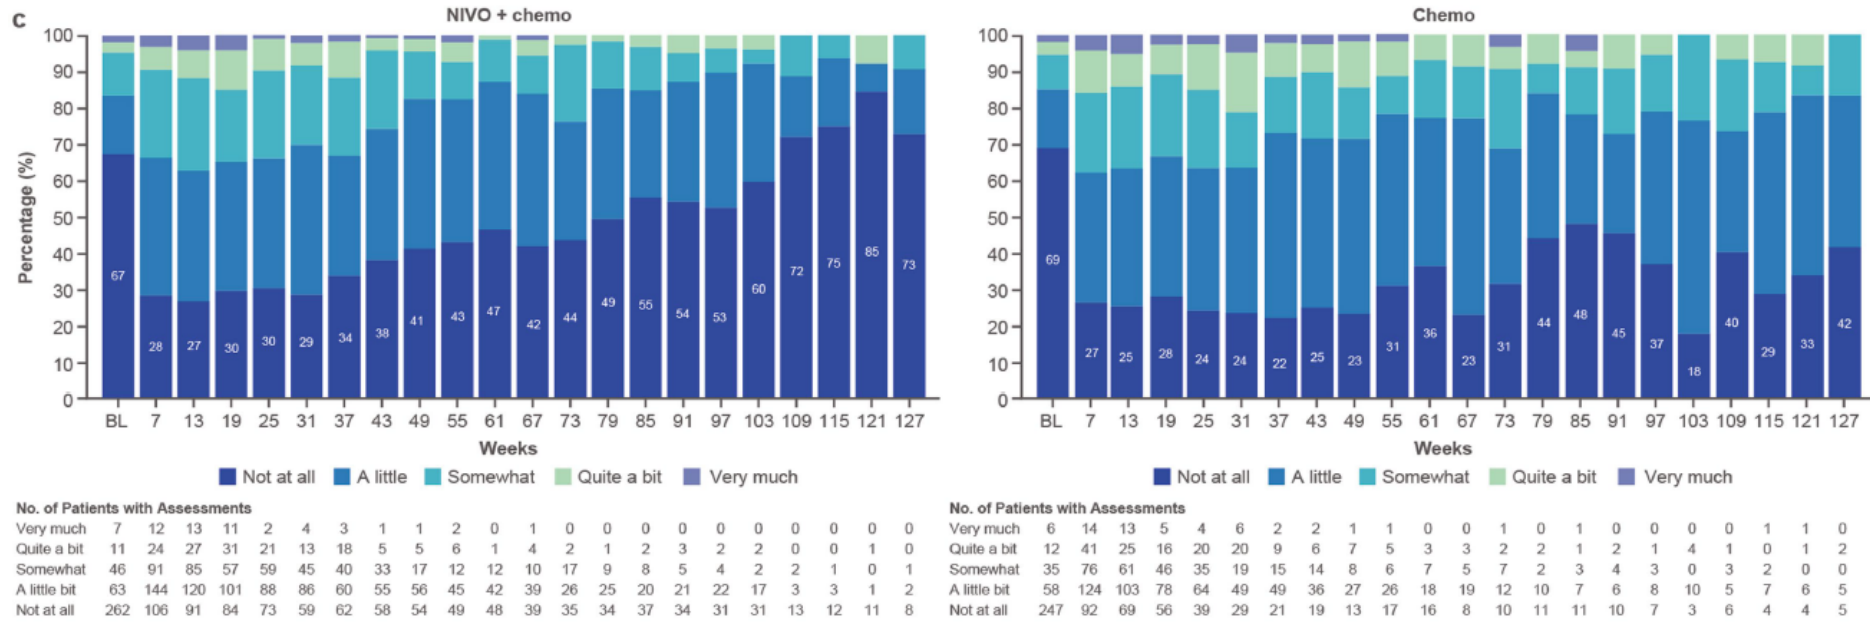 C
NIVO + chemo
Percentage (%)
100
90
80
70
60
50
40
30
20
10
0
67 28 27 30 30 29 34 38 41 43 47 42 44 49 55 54 53 60 72 75 85 73
BL 7 13 19 25 31 37 43 49 55 61 67 73 79 85 91 97 103 109 115 121 127
Weeks
Not at all A little Somewhat Quite a bit Very much
No. of Patients with Assessments
Very much 7 12 13 11 2 4 3 1 1 2 0 1 0 0 0 0 0 0 0 0 0 0
Quite a bit 11 24 27 31 21 13 18 5 5 6 1 4 2 1 2 3 2 2 0 0 1 0
Somewhat 46 91 85 57 59 45 40 33 17 12 12 10 17 9 8 5 4 2 2 1 0 1
A little bit 63 144 120 101 88 86 60 55 56 45 42 39 26 25 20 21 22 17 3 3 1 2
Not at all 262 106 91 84 73 59 62 58 54 49 48 39 35 34 37 34 31 31 13 12 11 8
Chemo
100
90
80
70
60
50
40
30
20
10
0
69 27 25 28 24 24 22 25 23 31 36 23 31 44 48 45 37 18 40 29 33 42
BL 7 13 19 25 31 37 43 49 55 61 67 73 79 85 91 97 103 109 115 121 127
Weeks
Not at all A little Somewhat Quite a bit Very much
No. of Patients with Assessments
Very much 6 14 13 5 4 6 2 2 1 1 0 0 1 0 1 0 0 0 0 1 1 0
Quite a bit 12 41 25 16 20 20 9 6 7 5 3 3 2 2 1 2 1 4 1 0 1 2
Somewhat 35 76 61 46 35 19 15 14 8 6 7 5 7 2 3 4 3 0 3 2 0 0
A little bit 58 124 103 78 64 49 49 36 27 26 18 19 12 10 7 6 8 10 5 7 6 5
Not at all 247 92 69 56 39 29 21 19 13 17 16 8 10 11 11 10 7 3 6 4 4 5